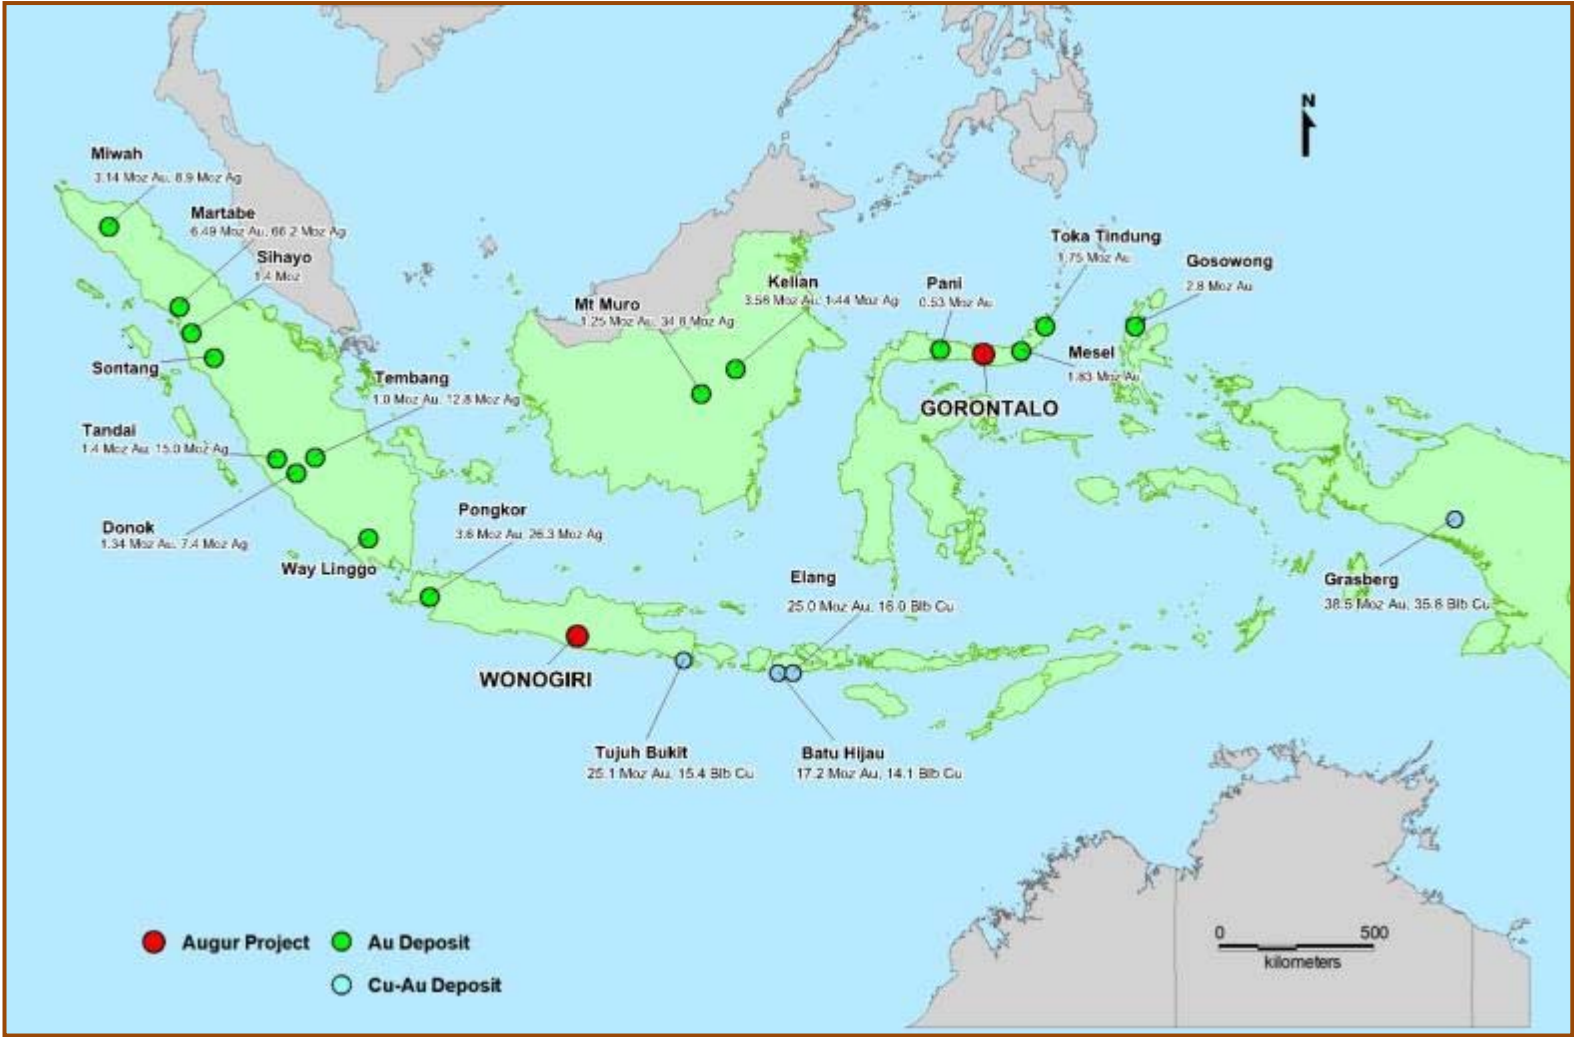 N
Miwah
3.14 Moz Au, 8.9 Moz Ag
Martabe
6.49 Moz Au, 66.2 Moz Ag
Sihayo
1.4 Moz
Sontang
Tembang
1.0 Moz Au, 12.8 Moz Ag
Tandai
1.4 Moz Au, 15.0 Moz Ag
Donok
1.34 Moz Au, 7.4 Moz Ag
Way Linggo
Pongkor
3.6 Moz Au, 26.3 Moz Ag
WONOGIRI
Mt Muro
1.25 Moz Au, 34.8 Moz Ag
Kelian
3.56 Moz Au, 1.44 Moz Ag
Pani
0.53 Moz Au
Toka Tindung
1.75 Moz Au
Gosowong
2.8 Moz Au
Mesel
1.83 Moz Au
GORONTALO
Elang
25.0 Moz Au, 16.0 Blb Cu
Grasberg
38.5 Moz Au, 35.8 Blb Cu
Tujuh Bukit
25.1 Moz Au, 15.4 Blb Cu
Batu Hijau
17.2 Moz Au, 14.1 Blb Cu
Augur Project
Au Deposit
Cu-Au Deposit
0 500
kilometers